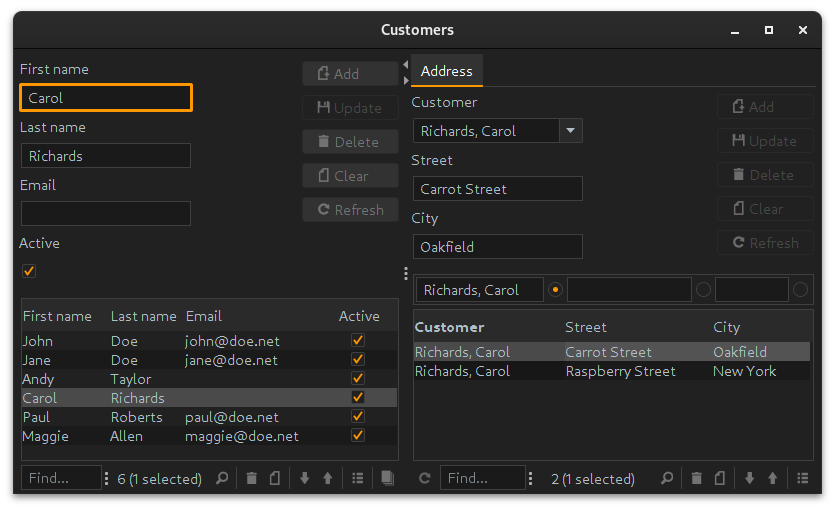 Customers
First name
Carol
Last name
Richards
Email
Active
Add
Update
Delete
Clear
Refresh
First name Last name Email Active
John Doe john@doe.net
Jane Doe jane@doe.net
Andy Taylor
Carol Richards
Paul Roberts paul@doe.net
Maggie Allen maggie@doe.net
Find... 6 (1 selected)
Address
Customer
Richards, Carol
Street
Carrot Street
City
Oakfield
Add
Update
Delete
Clear
Refresh
Richards, Carol
Customer Street City
Richards, Carol Carrot Street Oakfield
Richards, Carol Raspberry Street New York
Find... 2 (1 selected)